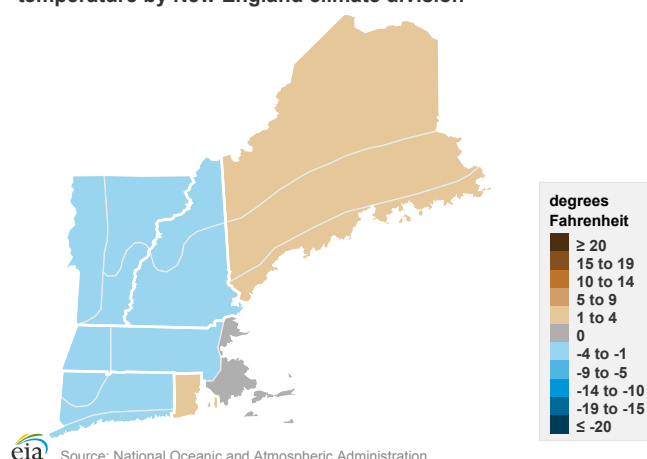 temperature by New England climate division
degrees
Fahrenheit
≥ 20
15 to 19
10 to 14
5 to 9
1 to 4
0
-4 to -1
-9 to -5
-14 to -10
-19 to -15
≤ -20
eia
Source: National Oceanic and Atmospheric Administration